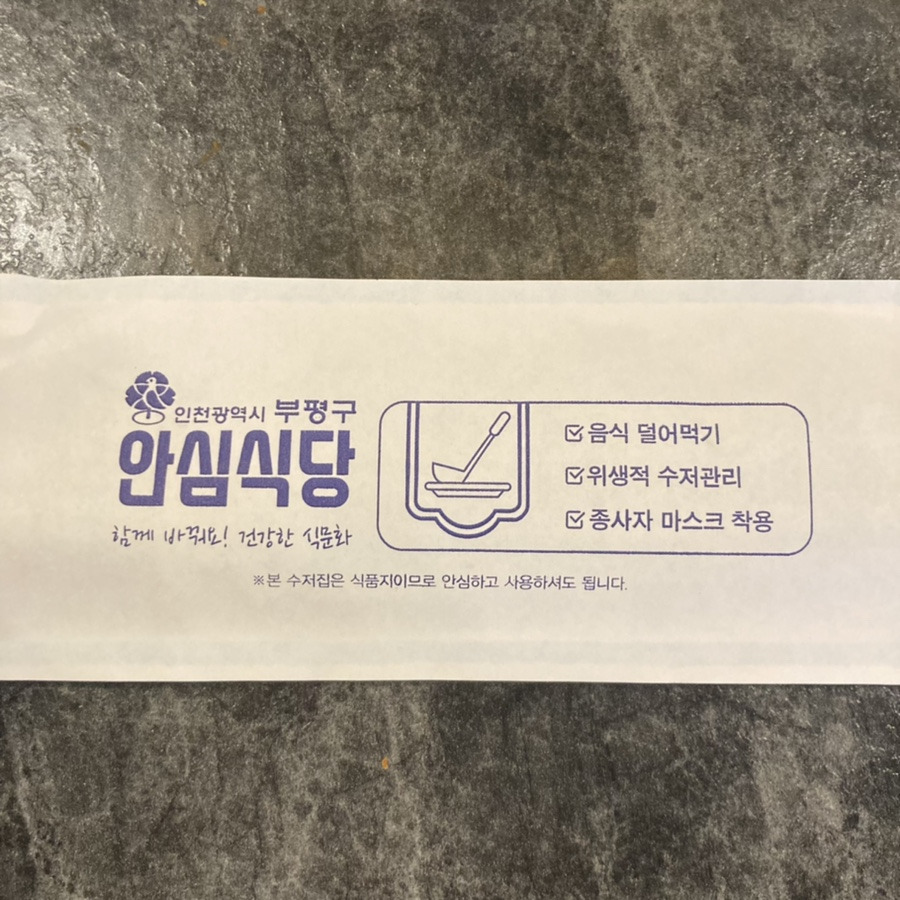 인천광역시 부평구
안심식당
함께 바꿔요! 건강한 식문화
☑음식 덜어먹기
☑위생적 수저관리
☑종사자 마스크 착용
※본 수저집은 식품지이므로 안심하고 사용하셔도 됩니다.